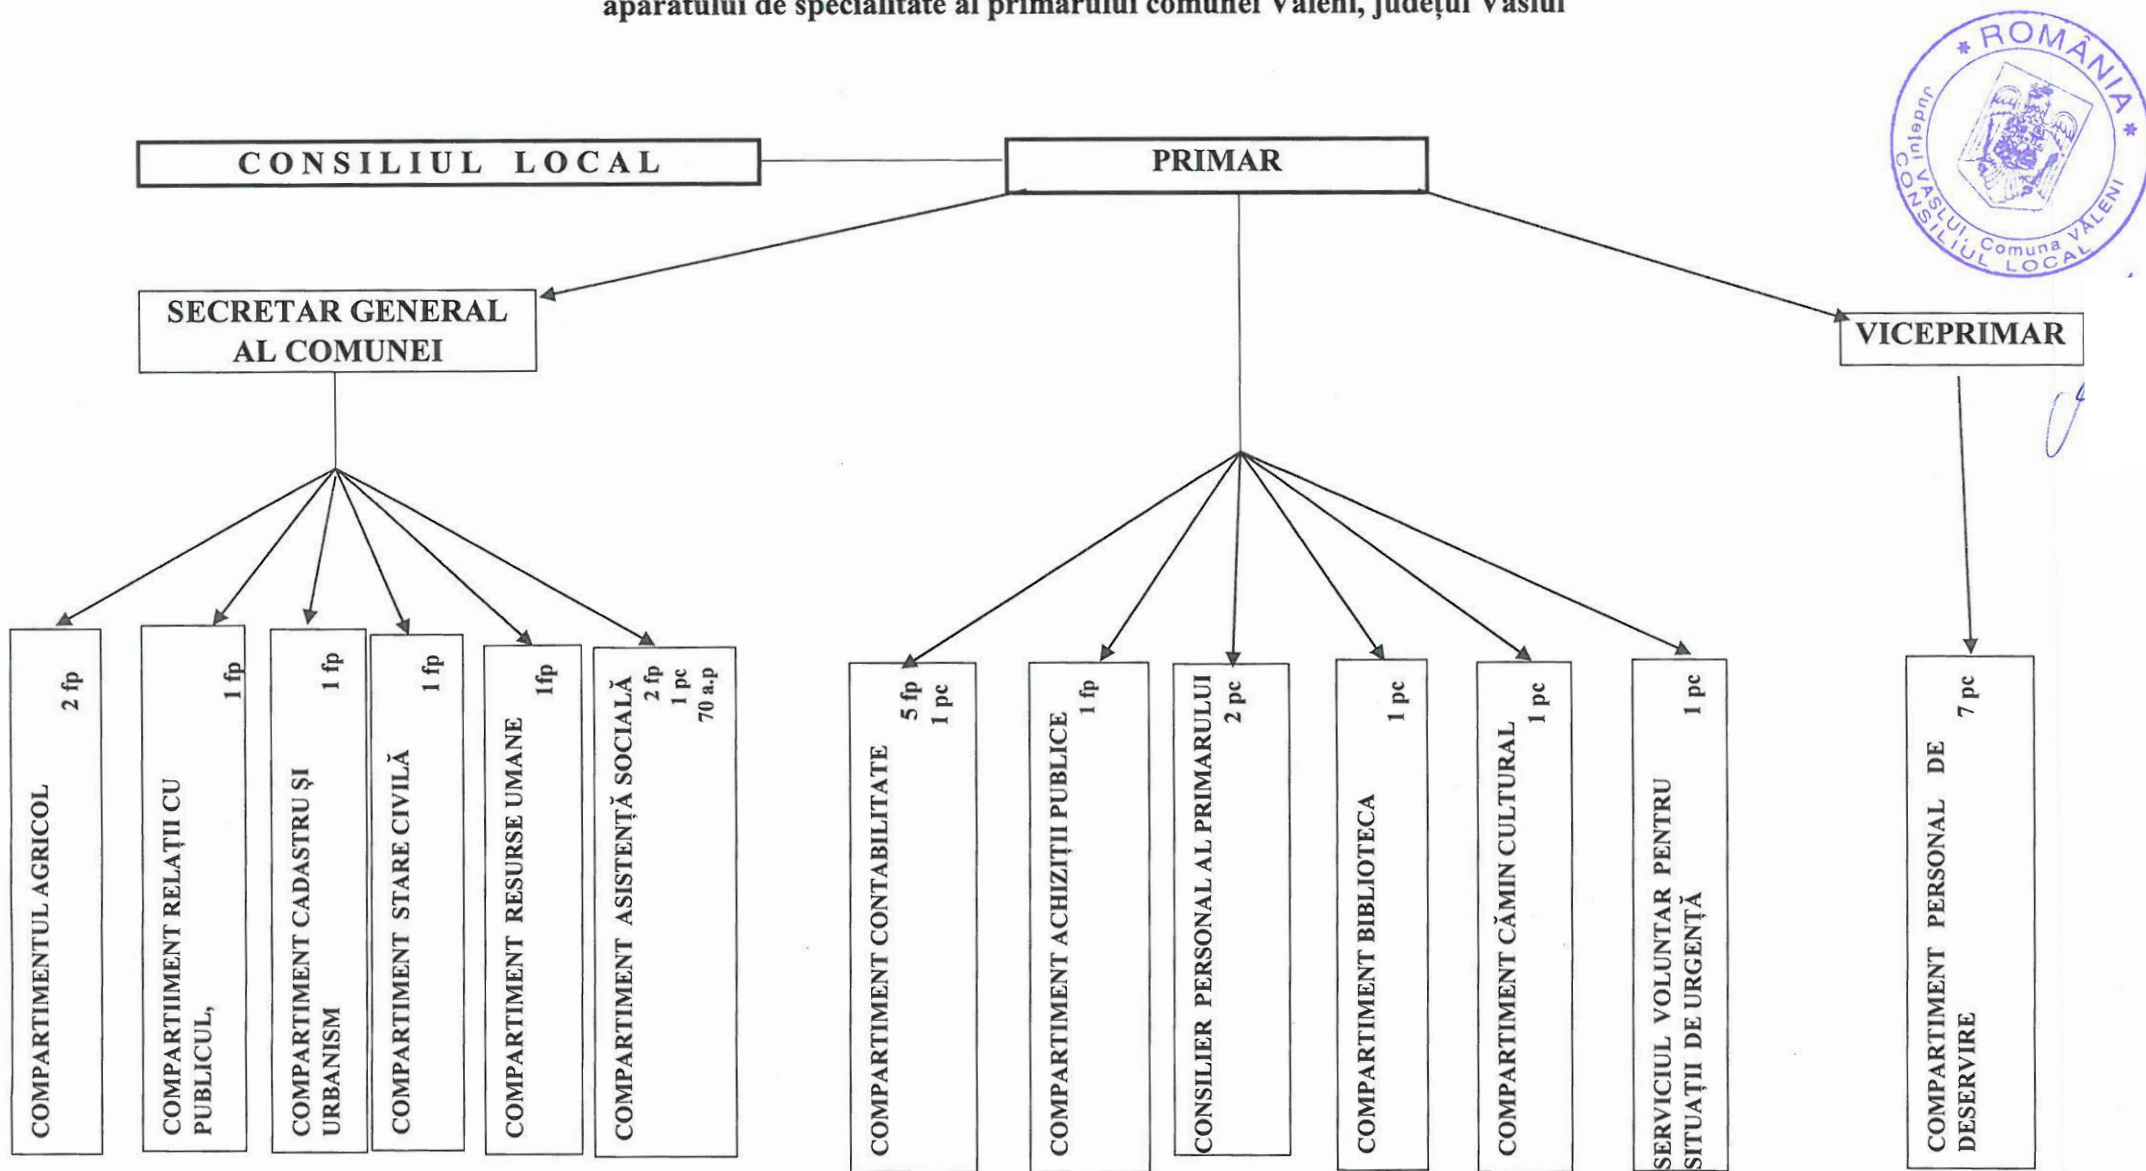 aparatului de specialitate al primarului comunei Văleni, județul Vaslui
CONSILIUL LOCAL
PRIMAR
* ROMÂNIA *
Județul VASLUI, Comuna VĂLENI
CONSILIUL LOCAL
SECRETAR GENERAL
AL COMUNEI
VICEPRIMAR
COMPARTIMENTUL AGRICOL
2 fp
COMPARTIIMENT RELAȚII CU
PUBLICUL,
1 fp
COMPARTIMENT CADASTRU ȘI
URBANISM
1 fp
COMPARTIMENT STARE CIVILĂ
1 fp
COMPARTIMENT RESURSE UMANE
1fp
COMPARTIMENT ASISTENȚĂ SOCIALĂ
2 fp
1 pc
70 a.p
COMPARTIMENT CONTABILITATE
5 fp
1 pc
COMPARTIMENT ACHIZIȚII PUBLICE
1 fp
CONSILIER PERSONAL AL PRIMARULUI
2 pc
COMPARTIMENT BIBLIOTECA
1 pc
COMPARTIMENT CĂMIN CULTURAL
1 pc
SERVICIUL VOLUNTAR PENTRU
SITUAȚII DE URGENȚĂ
1 pc
COMPARTIMENT PERSONAL DE
DESERVIRE
7 pc